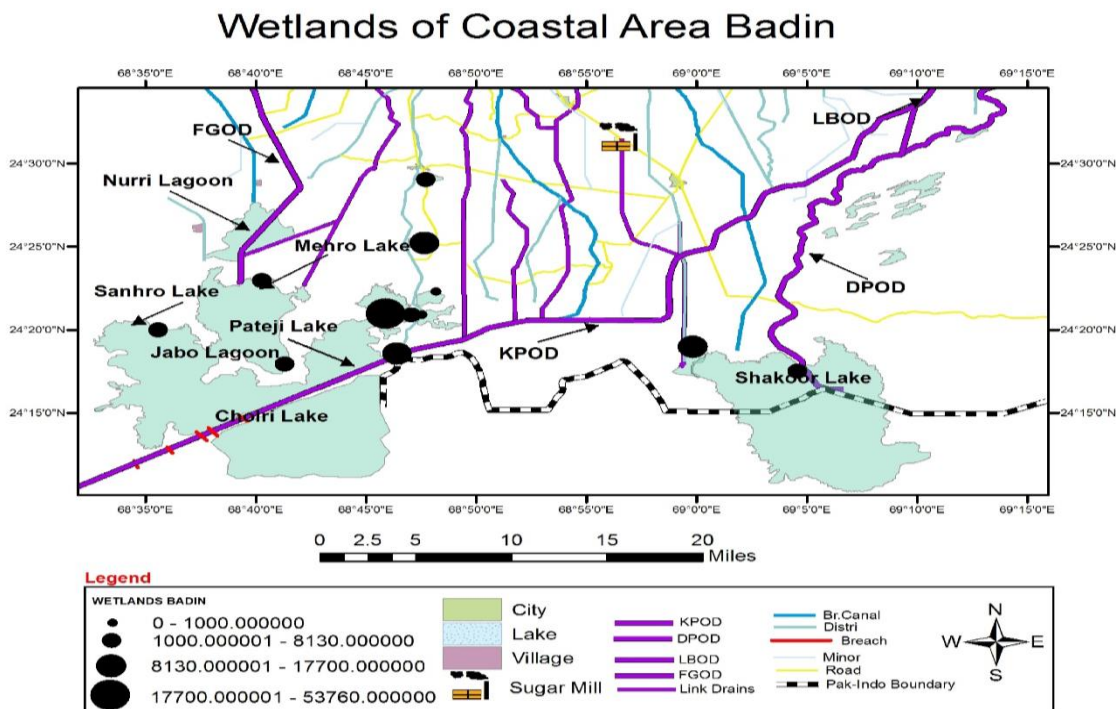 Wetlands of Coastal Area Badin
68°35'0"E 68°40'0"E 68°45'0"E 68°50'0"E 68°55'0"E 69°0'0"E 69°5'0"E 69°10'0"E 69°15'0"E
FGOD
LBOD
24°30'0"N
24°30'0"N
Nurri Lagoon
24°25'0"N
Mehro Lake
24°25'0"N
Sanhro Lake
DPOD
24°20'0"N
Pateji Lake
24°20'0"N
Jabo Lagoon
KPOD
Shakoor Lake
24°15'0"N
Cholri Lake
24°15'0"N
68°35'0"E 68°40'0"E 68°45'0"E 68°50'0"E 68°55'0"E 69°0'0"E 69°5'0"E 69°10'0"E 69°15'0"E
0 2.5 5 10 15 20
Miles
Legend
WETLANDS BADIN
0 - 1000.000000
1000.000001 - 8130.000000
8130.000001 - 17700.000000
17700.000001 - 53760.000000
City
Lake
Village
Sugar Mill
KPOD
DPOD
LBOD
FGOD
Link Drains
Br.Canal
Distri
Breach
Minor
Road
Pak-Indo Boundary
N
W E
S